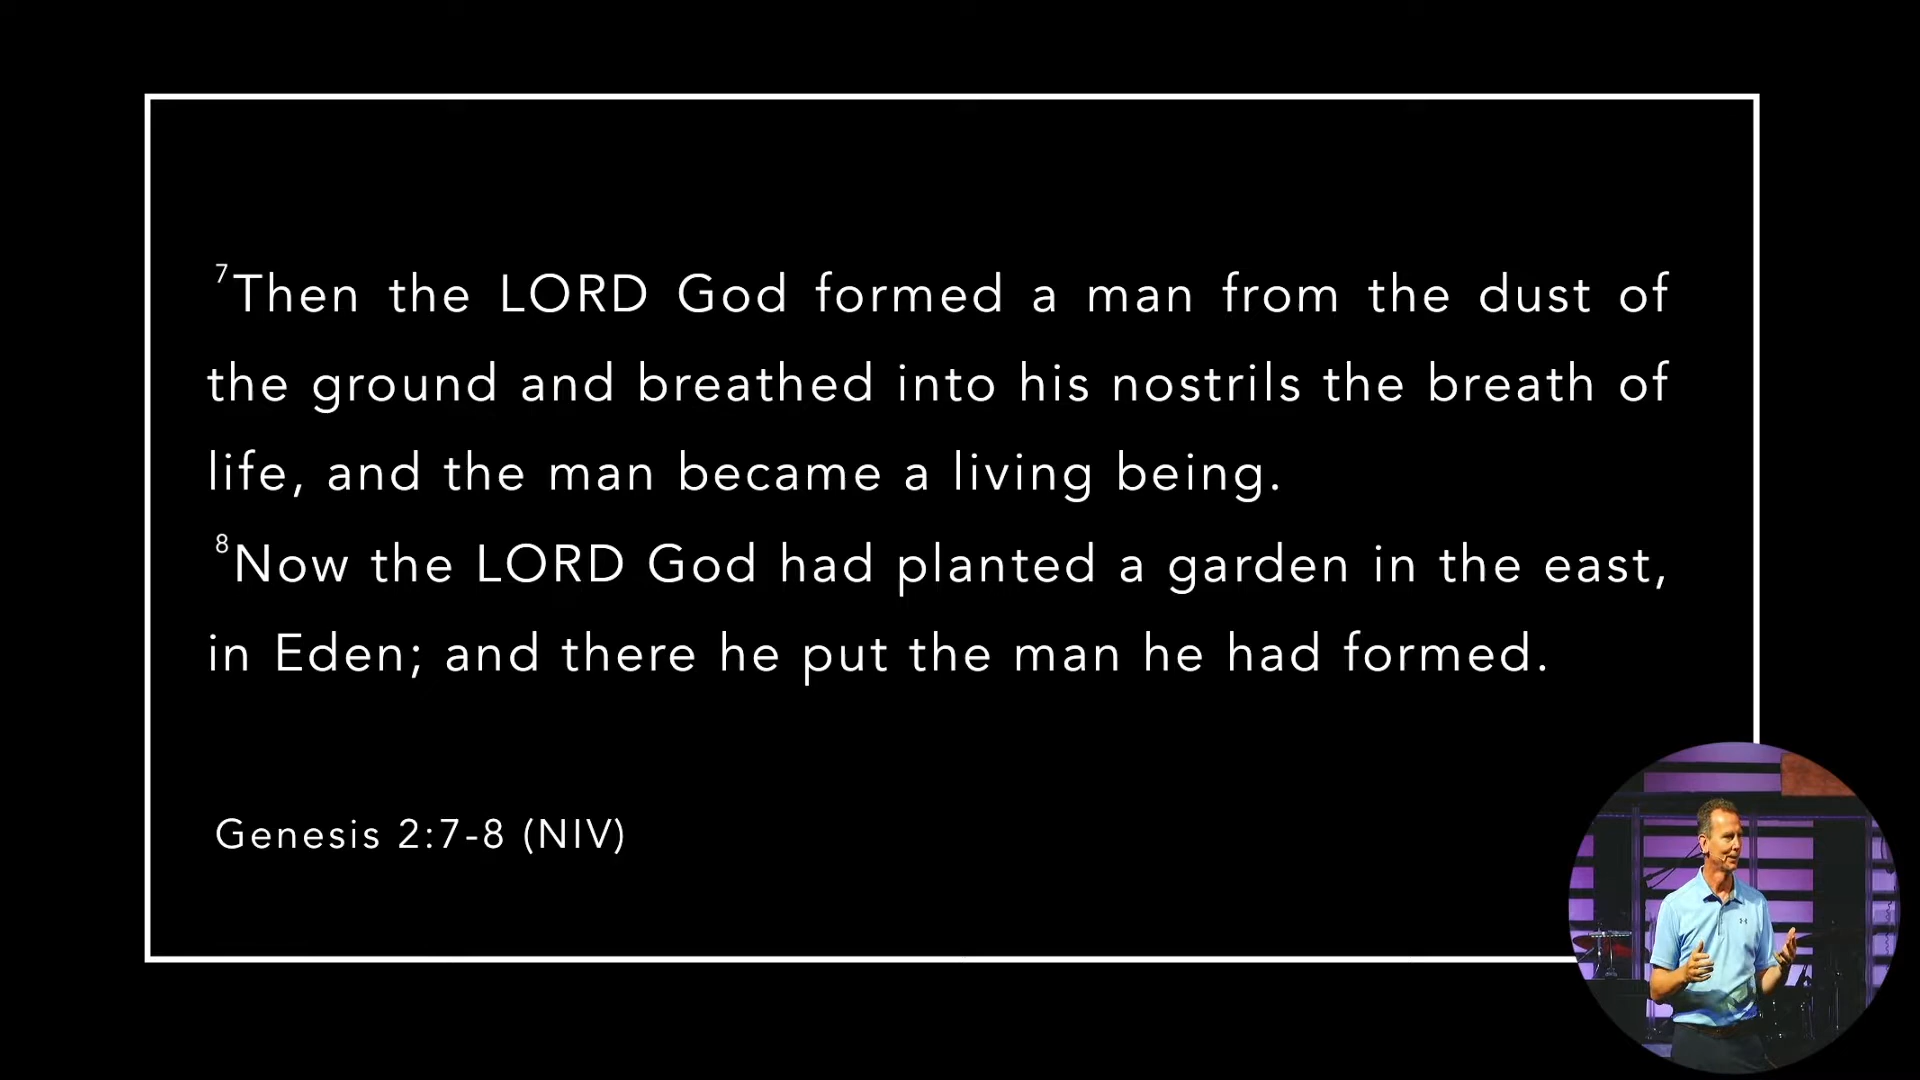 ⁷Then the LORD God formed a man from the dust of
the ground and breathed into his nostrils the breath of
life, and the man became a living being.
⁸Now the LORD God had planted a garden in the east,
in Eden; and there he put the man he had formed.
Genesis 2:7-8 (NIV)